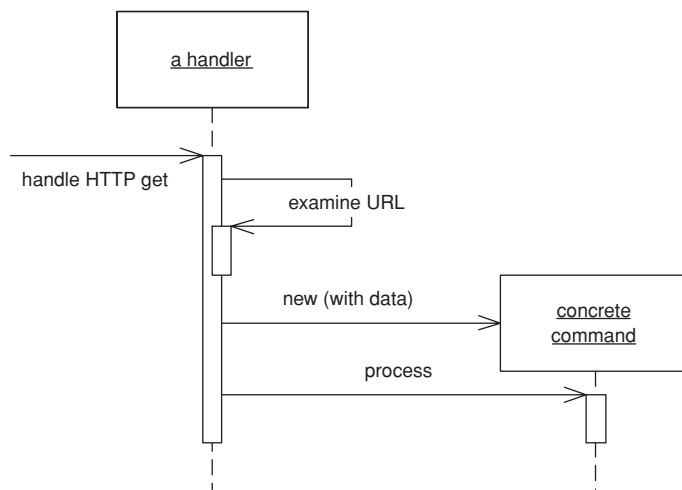 a handler
handle HTTP get
examine URL
new (with data)
concrete
command
process